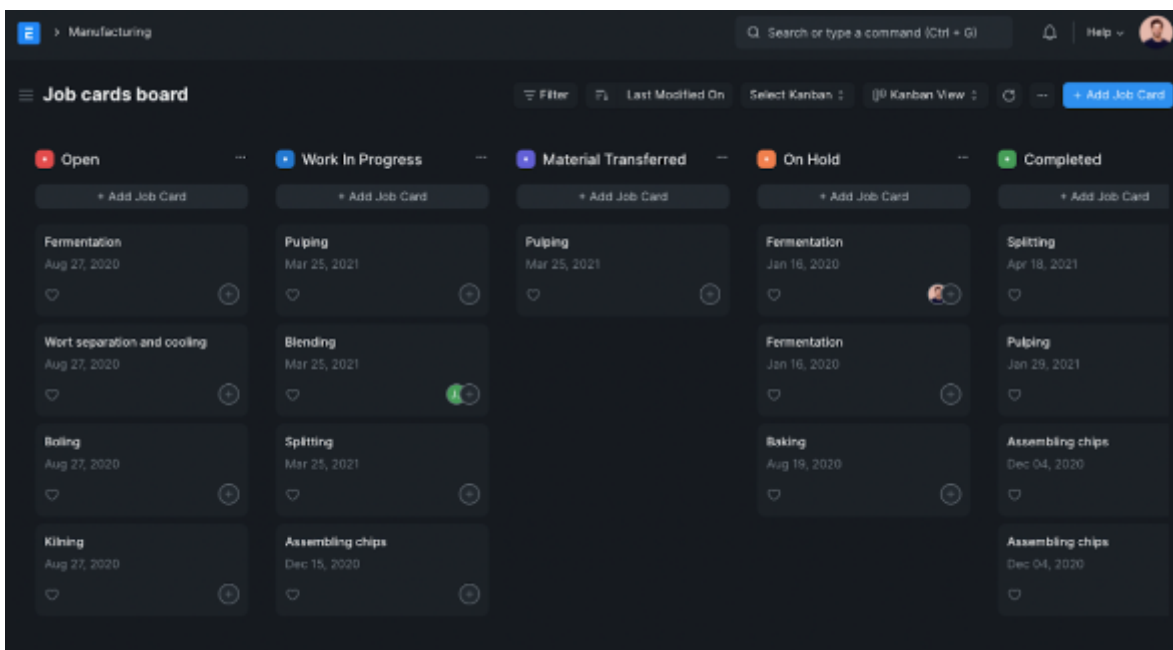 E > Manufacturing
Search or type a command (Ctrl + G)
Help
Job cards board
Filter
Last Modified On
Select Kanban
Kanban View
+ Add Job Card
Open
+ Add Job Card
Fermentation
Aug 27, 2020
Wort separation and cooling
Aug 27, 2020
Boling
Aug 27, 2020
Kilning
Aug 27, 2020
Work In Progress
+ Add Job Card
Pulping
Mar 25, 2021
Blending
Mar 25, 2021
J
Splitting
Mar 25, 2021
Assembling chips
Dec 15, 2020
Material Transferred
+ Add Job Card
Pulping
Mar 25, 2021
On Hold
+ Add Job Card
Fermentation
Jan 16, 2020
Fermentation
Jan 16, 2020
Baking
Aug 19, 2020
Completed
+ Add Job Card
Splitting
Apr 18, 2021
Pulping
Jan 29, 2021
Assembling chips
Dec 04, 2020
Assembling chips
Dec 04, 2020